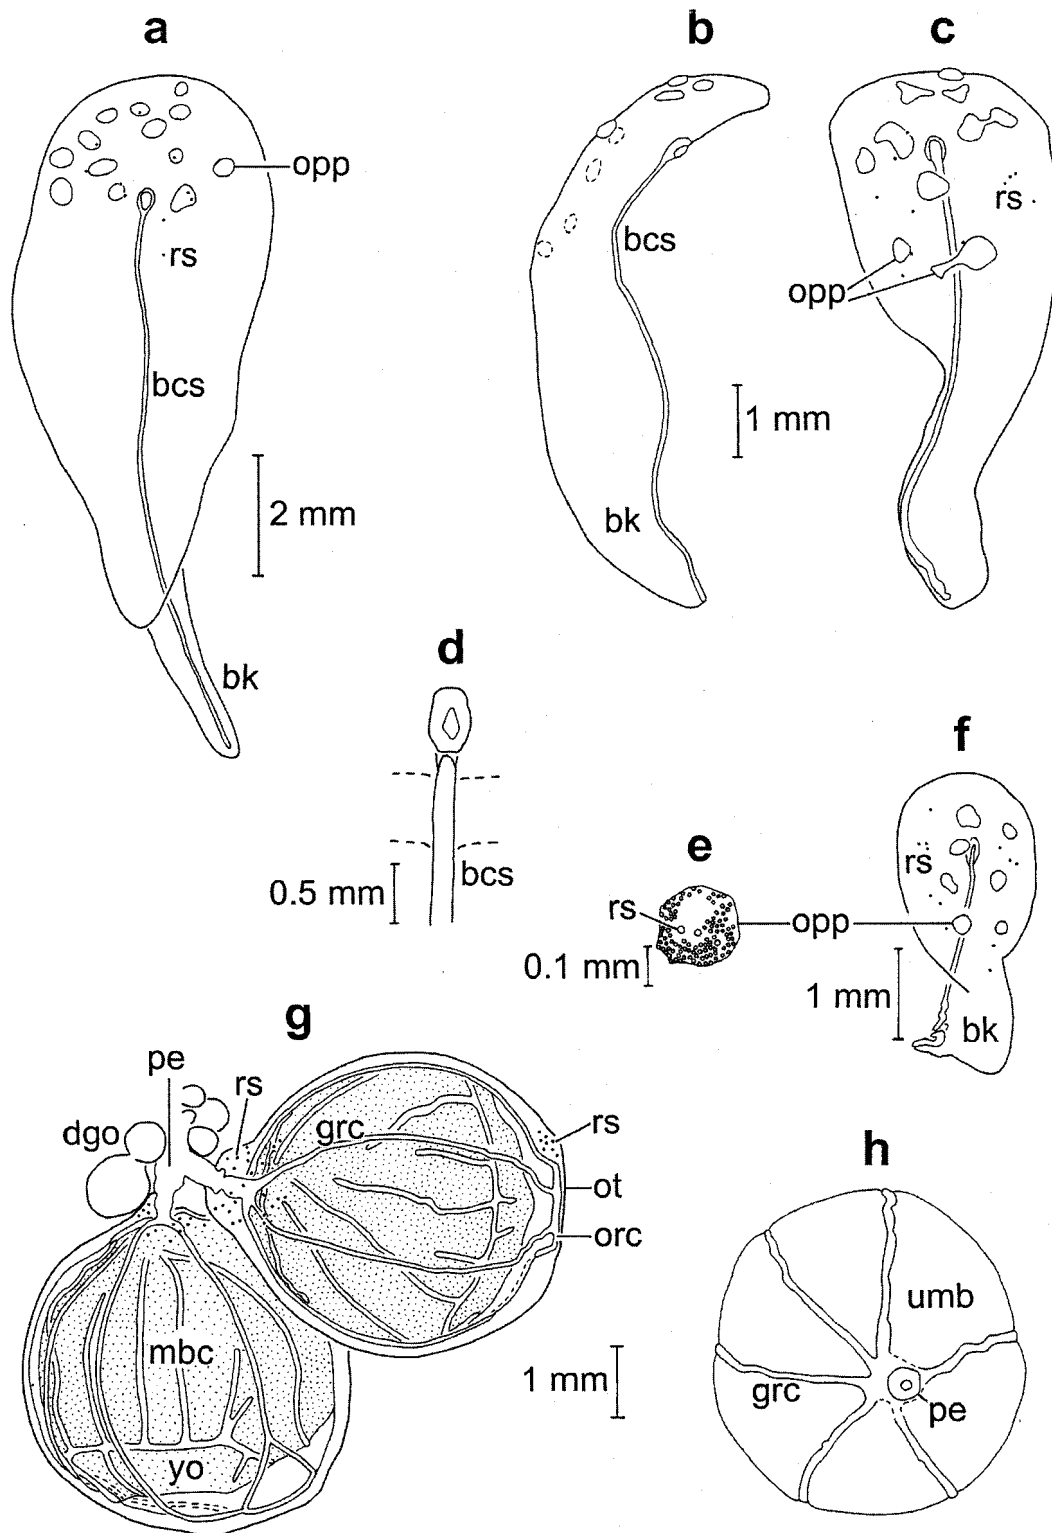 a
b
c
opp
rs
bcs
2 mm
bk
bcs
1 mm
bk
rs
opp
d
bcs
0.5 mm
e
rs
opp
0.1 mm
f
rs
1 mm
bk
g
pe
rs
dgo
grc
rs
ot
orc
mbc
yo
1 mm
h
umb
grc
pe